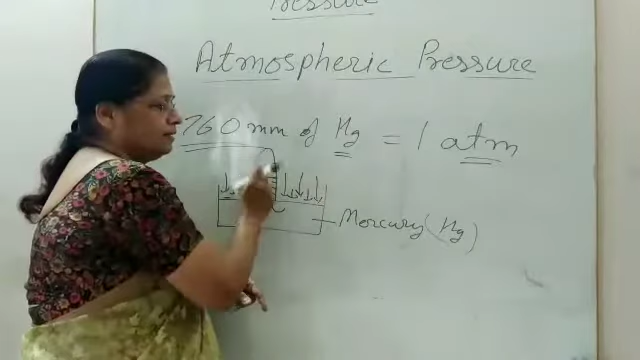 Pressure
Atmospheric Pressure
760 mm of Hg = 1 atm
Mercury (Hg)